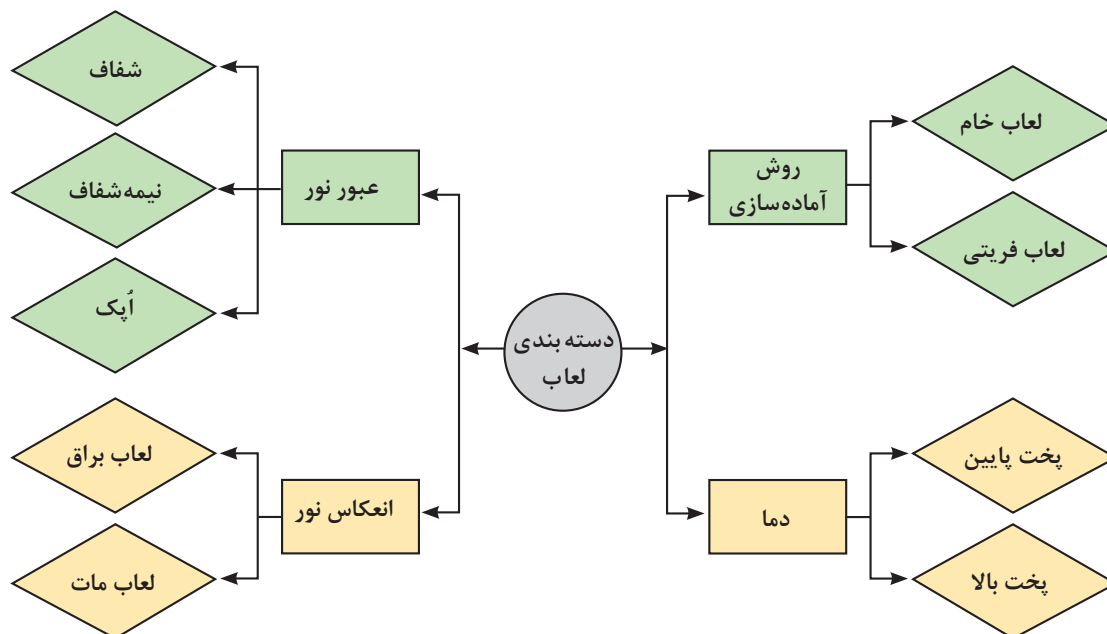 دسته بندی
لعاب
روش
آماده‌سازی
لعاب خام
لعاب فریتی
دما
پخت پایین
پخت بالا
عبور نور
شفاف
نیمه‌شفاف
اُپک
انعکاس نور
لعاب براق
لعاب مات